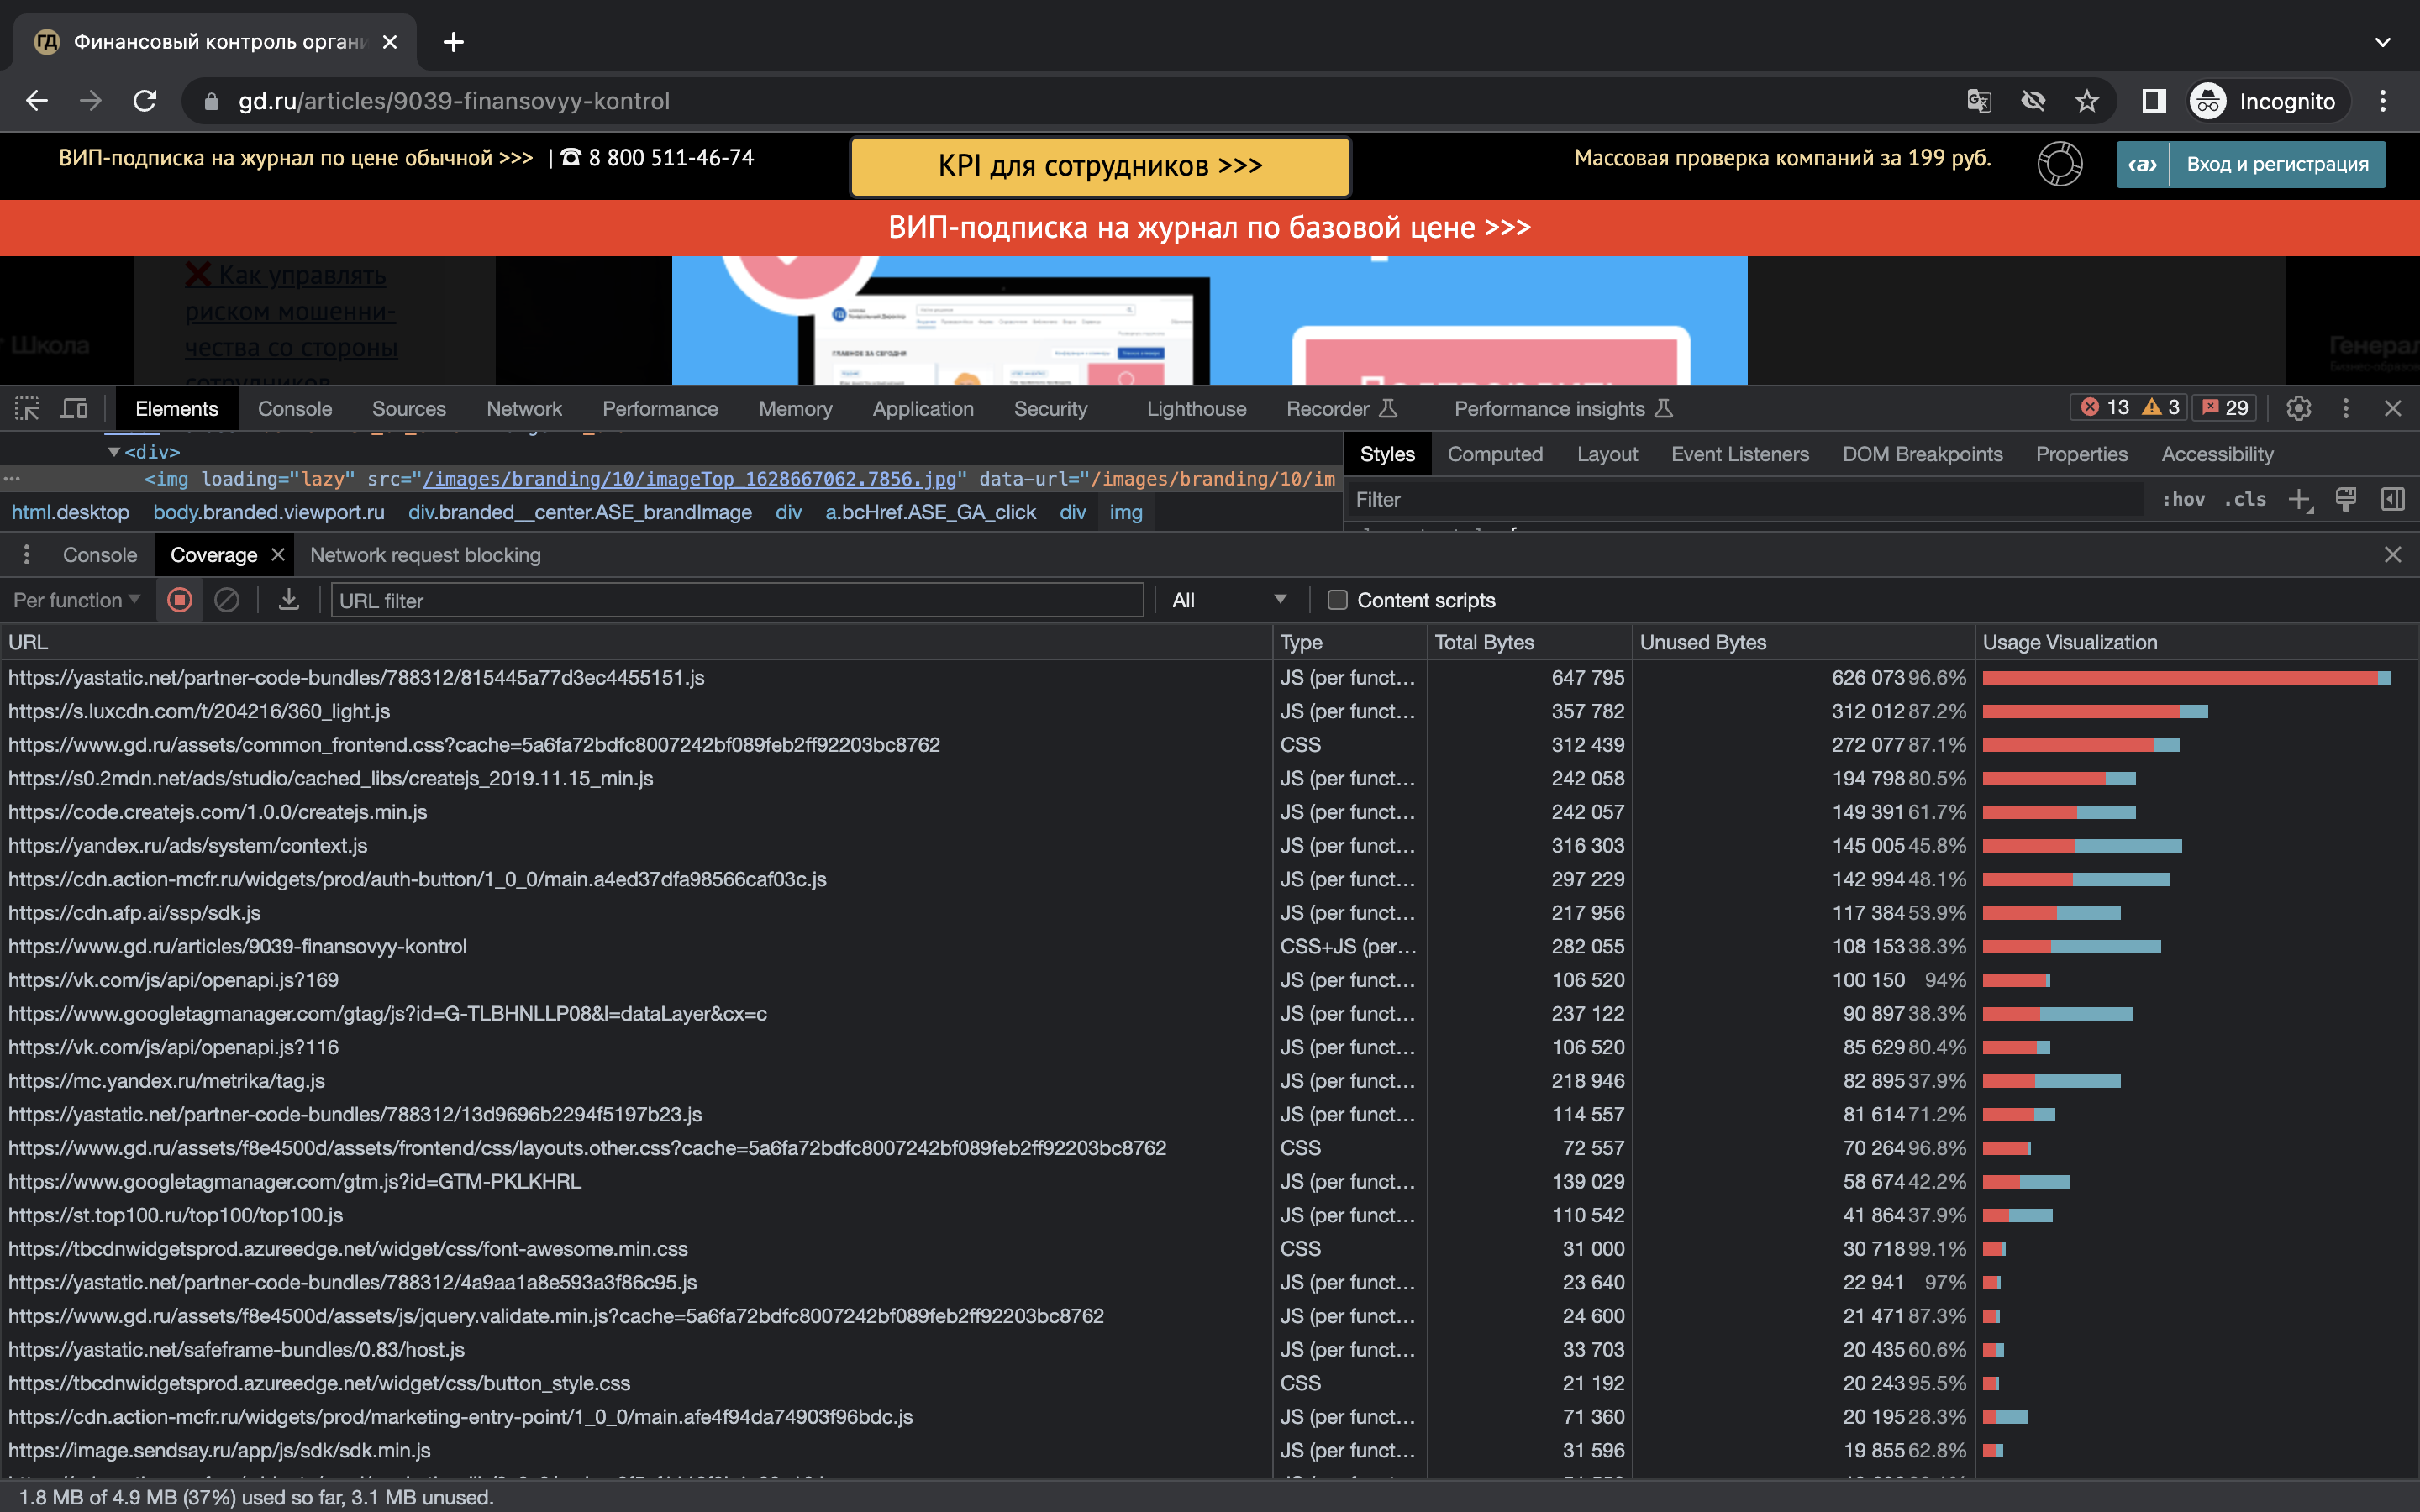 ГД Финансовый контроль органи
gd.ru/articles/9039-finansovyy-kontrol
Incognito
ВИП-подписка на журнал по цене обычной >>> | ☎ 8 800 511-46-74
KPI для сотрудников >>>
Массовая проверка компаний за 199 руб.
Вход и регистрация
ВИП-подписка на журнал по базовой цене >>>
❌ Как управлять
риском мошенни-
чества со стороны
сотрудников
Школа
ГЛАВНОЕ ЗА СЕГОДНЯ
Elements Console Sources Network Performance Memory Application Security Lighthouse Recorder Performance insights 13 3 29
<div>
<img loading="lazy" src="/images/branding/10/imageTop_1628667062.7856.jpg" data-url="/images/branding/10/im
html.desktop body.branded.viewport.ru div.branded__center.ASE_brandImage div a.bcHref.ASE_GA_click div img
Styles Computed Layout Event Listeners DOM Breakpoints Properties Accessibility
Filter :hov .cls
Console Coverage Network request blocking
Per function URL filter All Content scripts
URL Type Total Bytes Unused Bytes Usage Visualization
https://yastatic.net/partner-code-bundles/788312/815445a77d3ec4455151.js JS (per funct… 647 795 626 073 96.6%
https://s.luxcdn.com/t/204216/360_light.js JS (per funct… 357 782 312 012 87.2%
https://www.gd.ru/assets/common_frontend.css?cache=5a6fa72bdfc8007242bf089feb2ff92203bc8762 CSS 312 439 272 077 87.1%
https://s0.2mdn.net/ads/studio/cached_libs/createjs_2019.11.15_min.js JS (per funct… 242 058 194 798 80.5%
https://code.createjs.com/1.0.0/createjs.min.js JS (per funct… 242 057 149 391 61.7%
https://yandex.ru/ads/system/context.js JS (per funct… 316 303 145 005 45.8%
https://cdn.action-mcfr.ru/widgets/prod/auth-button/1_0_0/main.a4ed37dfa98566caf03c.js JS (per funct… 297 229 142 994 48.1%
https://cdn.afp.ai/ssp/sdk.js JS (per funct… 217 956 117 384 53.9%
https://www.gd.ru/articles/9039-finansovyy-kontrol CSS+JS (per… 282 055 108 153 38.3%
https://vk.com/js/api/openapi.js?169 JS (per funct… 106 520 100 150 94%
https://www.googletagmanager.com/gtag/js?id=G-TLBHNLLP08&l=dataLayer&cx=c JS (per funct… 237 122 90 897 38.3%
https://vk.com/js/api/openapi.js?116 JS (per funct… 106 520 85 629 80.4%
https://mc.yandex.ru/metrika/tag.js JS (per funct… 218 946 82 895 37.9%
https://yastatic.net/partner-code-bundles/788312/13d9696b2294f5197b23.js JS (per funct… 114 557 81 614 71.2%
https://www.gd.ru/assets/f8e4500d/assets/frontend/css/layouts.other.css?cache=5a6fa72bdfc8007242bf089feb2ff92203bc8762 CSS 72 557 70 264 96.8%
https://www.googletagmanager.com/gtm.js?id=GTM-PKLKHRL JS (per funct… 139 029 58 674 42.2%
https://st.top100.ru/top100/top100.js JS (per funct… 110 542 41 864 37.9%
https://tbcdnwidgetsprod.azureedge.net/widget/css/font-awesome.min.css CSS 31 000 30 718 99.1%
https://yastatic.net/partner-code-bundles/788312/4a9aa1a8e593a3f86c95.js JS (per funct… 23 640 22 941 97%
https://www.gd.ru/assets/f8e4500d/assets/js/jquery.validate.min.js?cache=5a6fa72bdfc8007242bf089feb2ff92203bc8762 JS (per funct… 24 600 21 471 87.3%
https://yastatic.net/safeframe-bundles/0.83/host.js JS (per funct… 33 703 20 435 60.6%
https://tbcdnwidgetsprod.azureedge.net/widget/css/button_style.css CSS 21 192 20 243 95.5%
https://cdn.action-mcfr.ru/widgets/prod/marketing-entry-point/1_0_0/main.afe4f94da74903f96bdc.js JS (per funct… 71 360 20 195 28.3%
https://image.sendsay.ru/app/js/sdk/sdk.min.js JS (per funct… 31 596 19 855 62.8%
1.8 MB of 4.9 MB (37%) used so far, 3.1 MB unused.